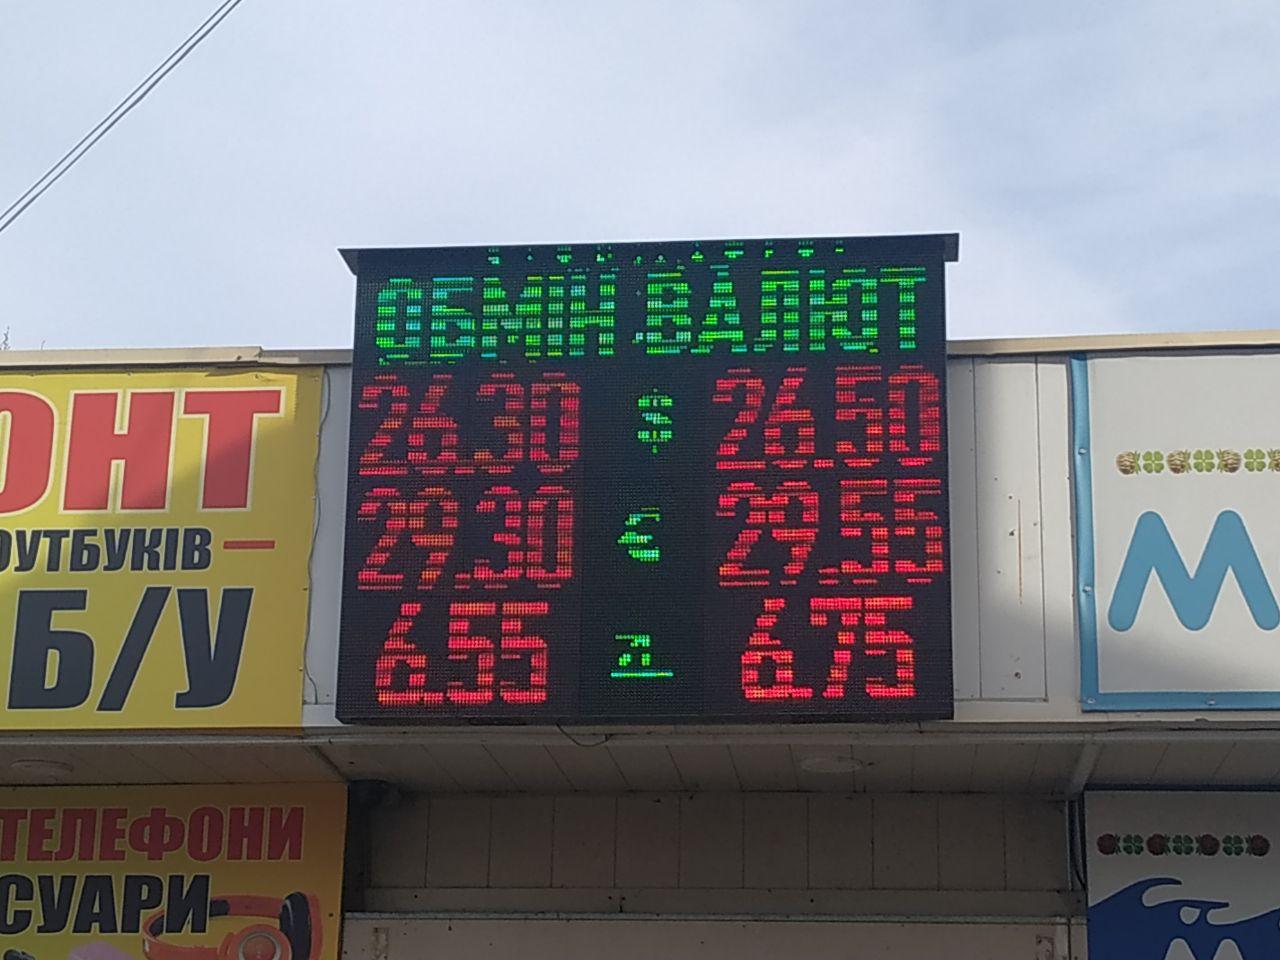 ОБМІН ВАЛЮТ
26.30 $ 26.50
29.30 € 29.55
6.55 zł 6.75
ОНТ
ОУТБУКІВ –
Б/У
ТЕЛЕФОНИ
СУАРИ
М